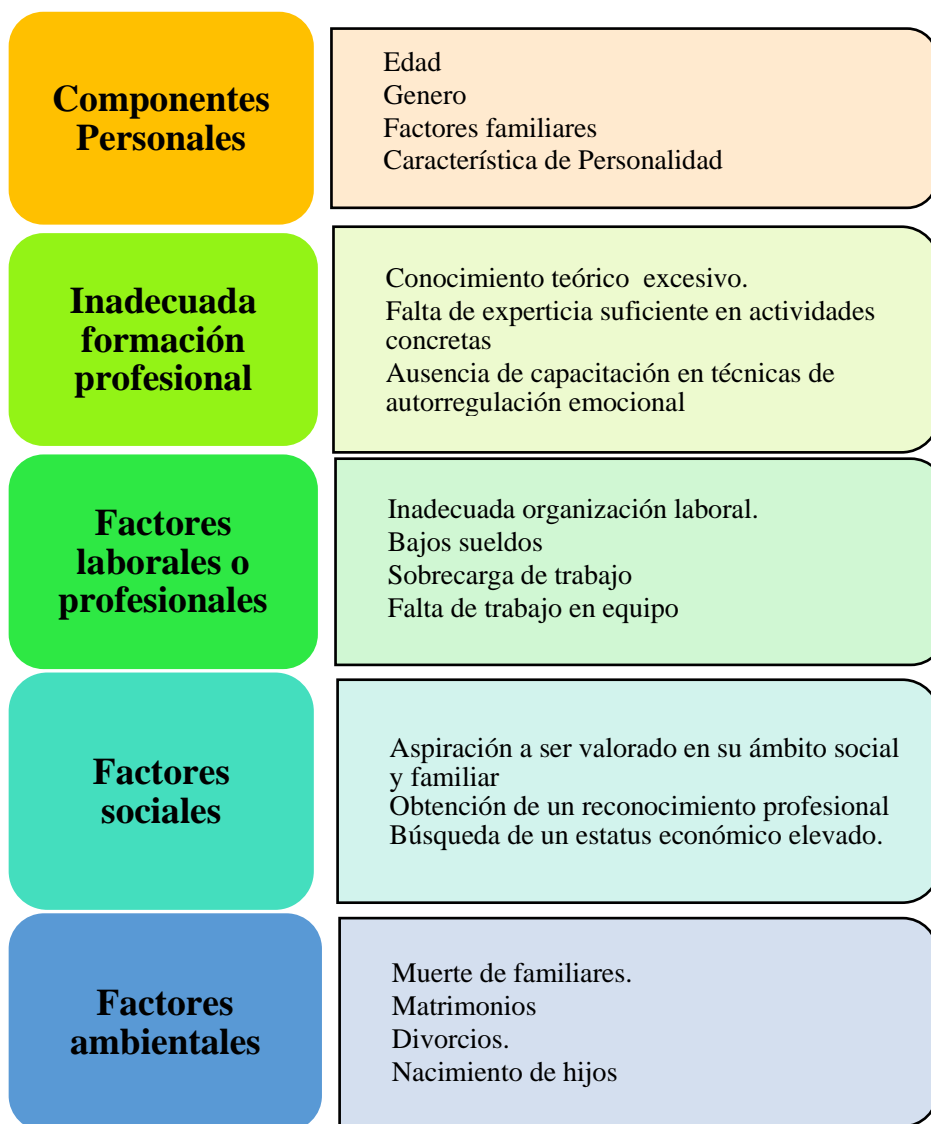 Componentes
Personales
Edad
Genero
Factores familiares
Característica de Personalidad
Inadecuada
formación
profesional
Conocimiento teórico  excesivo.
Falta de experticia suficiente en actividades
concretas
Ausencia de capacitación en técnicas de
autorregulación emocional
Factores
laborales o
profesionales
Inadecuada organización laboral.
Bajos sueldos
Sobrecarga de trabajo
Falta de trabajo en equipo
Factores
sociales
Aspiración a ser valorado en su ámbito social
y familiar
Obtención de un reconocimiento profesional
Búsqueda de un estatus económico elevado.
Factores
ambientales
Muerte de familiares.
Matrimonios
Divorcios.
Nacimiento de hijos